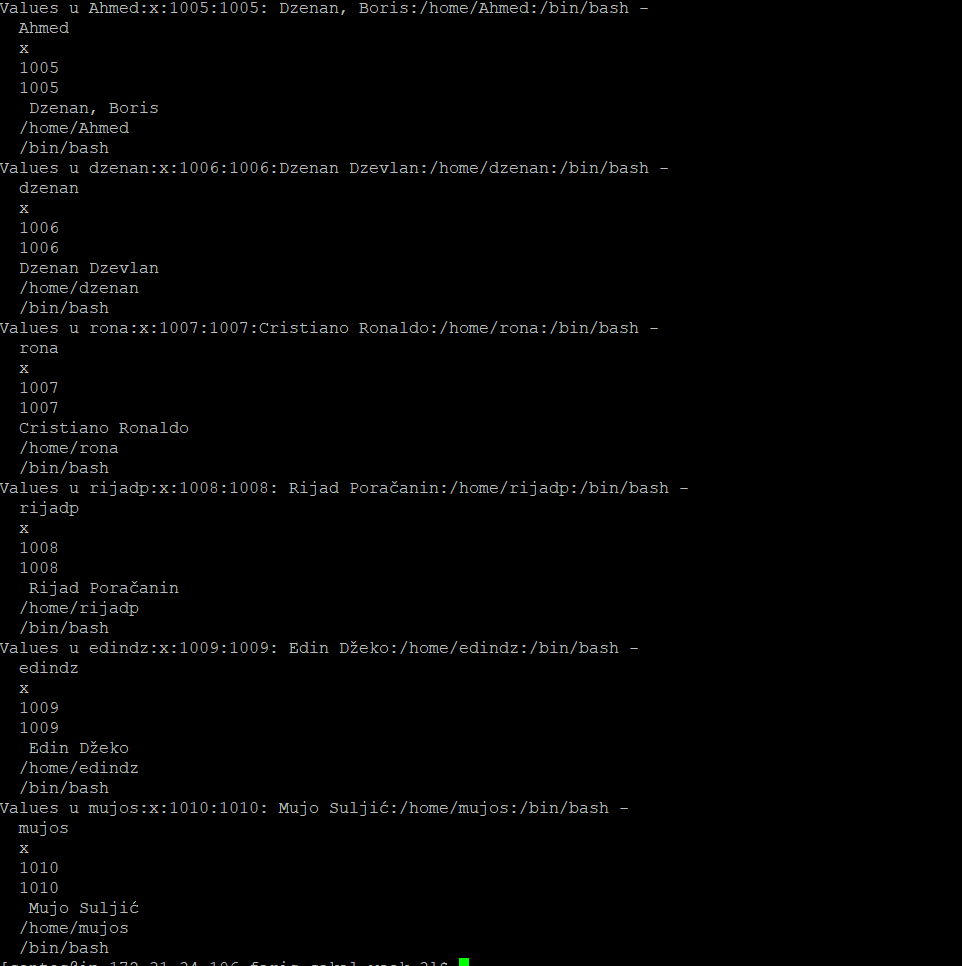 Values u Ahmed:x:1005:1005: Dzenan, Boris:/home/Ahmed:/bin/bash –
Ahmed
x
1005
1005
Dzenan, Boris
/home/Ahmed
/bin/bash
Values u dzenan:x:1006:1006:Dzenan Dzevlan:/home/dzenan:/bin/bash –
dzenan
x
1006
1006
Dzenan Dzevlan
/home/dzenan
/bin/bash
Values u rona:x:1007:1007:Cristiano Ronaldo:/home/rona:/bin/bash –
rona
x
1007
1007
Cristiano Ronaldo
/home/rona
/bin/bash
Values u rijadp:x:1008:1008: Rijad Poračanin:/home/rijadp:/bin/bash –
rijadp
x
1008
1008
Rijad Poračanin
/home/rijadp
/bin/bash
Values u edindz:x:1009:1009: Edin Džeko:/home/edindz:/bin/bash –
edindz
x
1009
1009
Edin Džeko
/home/edindz
/bin/bash
Values u mujos:x:1010:1010: Mujo Suljić:/home/mujos:/bin/bash –
mujos
x
1010
1010
Mujo Suljić
/home/mujos
/bin/bash